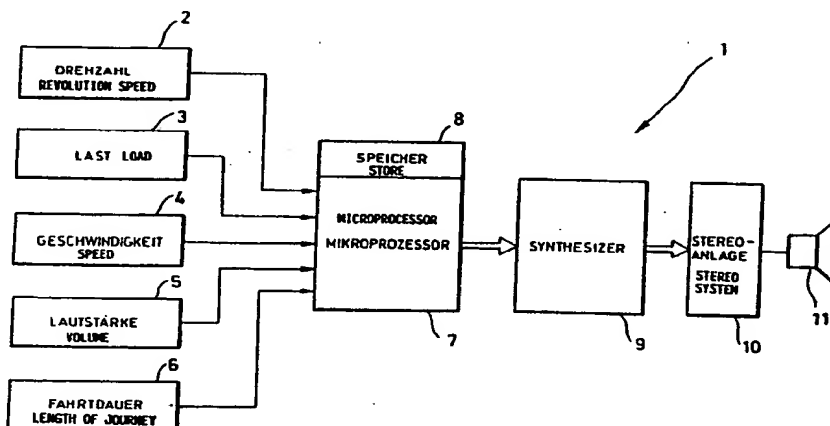 2
DREHZAHL
REVOLUTION SPEED
3
LAST LOAD
4
GESCHWINDIGKEIT
SPEED
5
LAUTSTÄRKE
VOLUME
6
FAHRTDAUER
LENGTH OF JOURNEY
8
SPEICHER
STORE
MICROPROCESSOR
MIKROPROZESSOR
7
SYNTHESIZER
9
1
STEREO-
ANLAGE
STEREO
SYSTEM
10
11